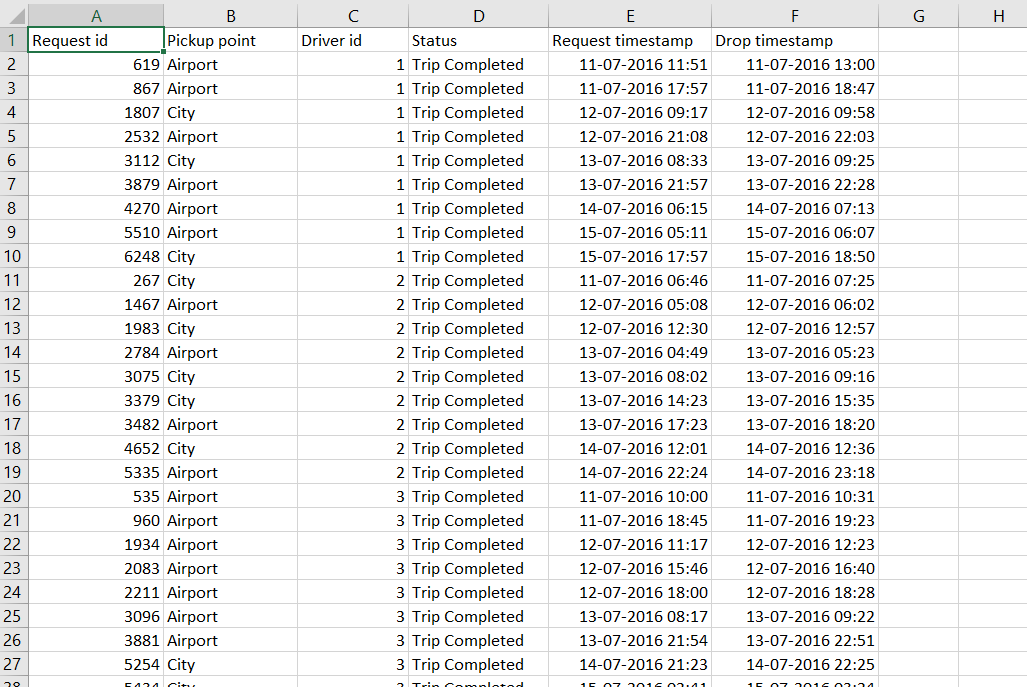 A B C D E F G H
1 Request id Pickup point Driver id Status Request timestamp Drop timestamp
2 619 Airport 1 Trip Completed 11-07-2016 11:51 11-07-2016 13:00
3 867 Airport 1 Trip Completed 11-07-2016 17:57 11-07-2016 18:47
4 1807 City 1 Trip Completed 12-07-2016 09:17 12-07-2016 09:58
5 2532 Airport 1 Trip Completed 12-07-2016 21:08 12-07-2016 22:03
6 3112 City 1 Trip Completed 13-07-2016 08:33 13-07-2016 09:25
7 3879 Airport 1 Trip Completed 13-07-2016 21:57 13-07-2016 22:28
8 4270 Airport 1 Trip Completed 14-07-2016 06:15 14-07-2016 07:13
9 5510 Airport 1 Trip Completed 15-07-2016 05:11 15-07-2016 06:07
10 6248 City 1 Trip Completed 15-07-2016 17:57 15-07-2016 18:50
11 267 City 2 Trip Completed 11-07-2016 06:46 11-07-2016 07:25
12 1467 Airport 2 Trip Completed 12-07-2016 05:08 12-07-2016 06:02
13 1983 City 2 Trip Completed 12-07-2016 12:30 12-07-2016 12:57
14 2784 Airport 2 Trip Completed 13-07-2016 04:49 13-07-2016 05:23
15 3075 City 2 Trip Completed 13-07-2016 08:02 13-07-2016 09:16
16 3379 City 2 Trip Completed 13-07-2016 14:23 13-07-2016 15:35
17 3482 Airport 2 Trip Completed 13-07-2016 17:23 13-07-2016 18:20
18 4652 City 2 Trip Completed 14-07-2016 12:01 14-07-2016 12:36
19 5335 Airport 2 Trip Completed 14-07-2016 22:24 14-07-2016 23:18
20 535 Airport 3 Trip Completed 11-07-2016 10:00 11-07-2016 10:31
21 960 Airport 3 Trip Completed 11-07-2016 18:45 11-07-2016 19:23
22 1934 Airport 3 Trip Completed 12-07-2016 11:17 12-07-2016 12:23
23 2083 Airport 3 Trip Completed 12-07-2016 15:46 12-07-2016 16:40
24 2211 Airport 3 Trip Completed 12-07-2016 18:00 12-07-2016 18:28
25 3096 Airport 3 Trip Completed 13-07-2016 08:17 13-07-2016 09:22
26 3881 Airport 3 Trip Completed 13-07-2016 21:54 13-07-2016 22:51
27 5254 City 3 Trip Completed 14-07-2016 21:23 14-07-2016 22:25
28 City 3 Trip Completed